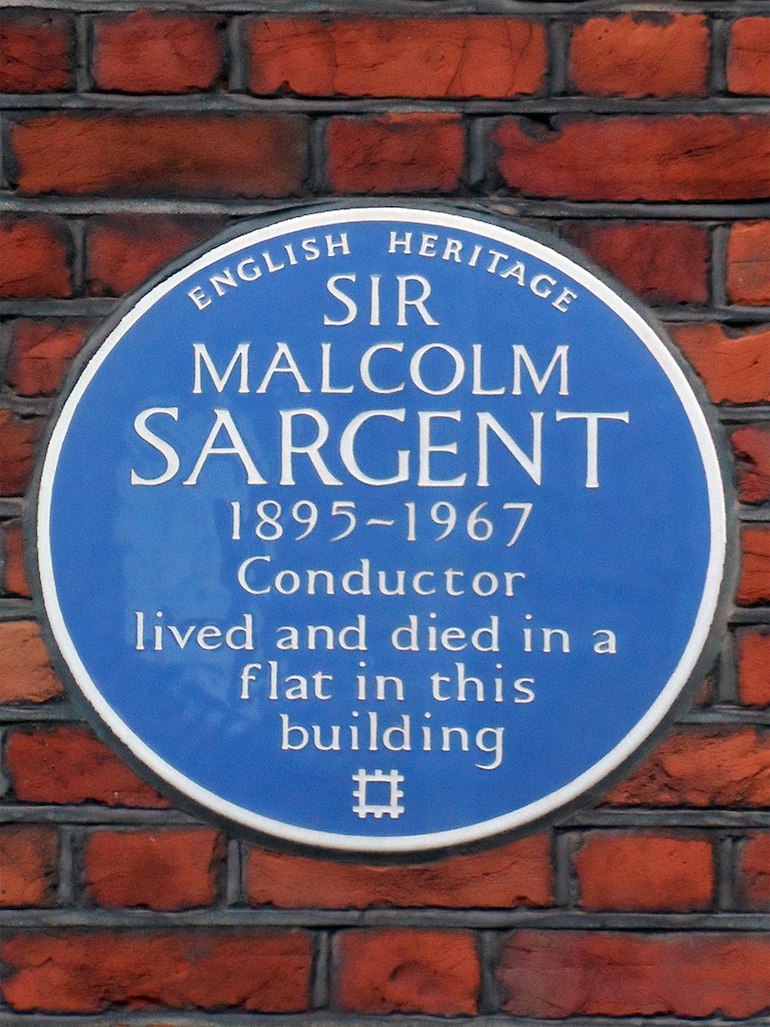 ENGLISH HERITAGE
SIR
MALCOLM
SARGENT
1895~1967
Conductor
lived and died in a
flat in this
building